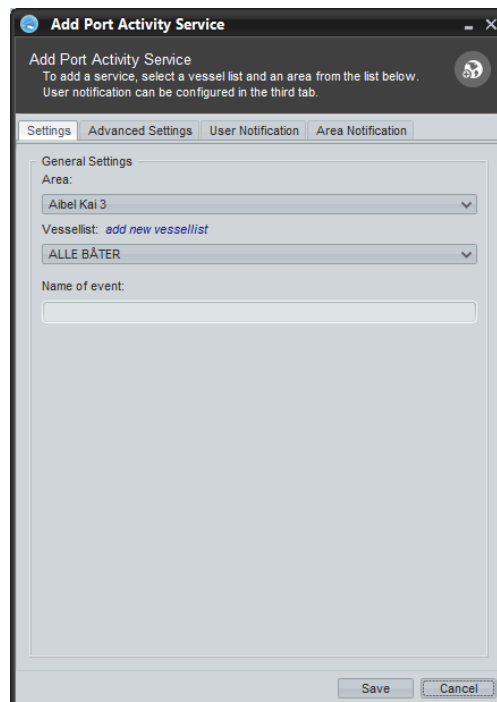 Add Port Activity Service
Add Port Activity Service
To add a service, select a vessel list and an area from the list below.
User notification can be configured in the third tab.
Settings Advanced Settings User Notification Area Notification
General Settings
Area:
Aibel Kai 3
Vessellist: add new vessellist
ALLE BÅTER
Name of event:
Save Cancel